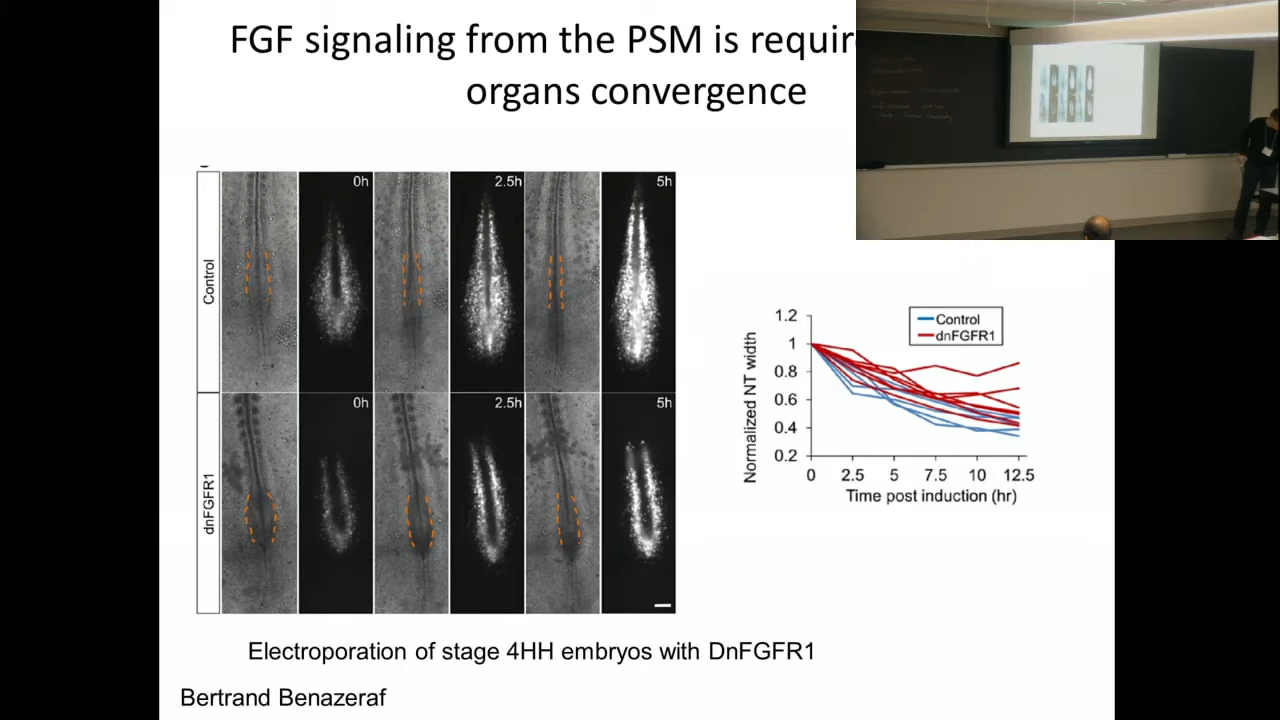 FGF signaling from the PSM is requir
organs convergence
0h
2.5h
5h
Control
0h
2.5h
5h
dnFGFR1
1.2
1
0.8
0.6
0.4
0.2
Normalized NT width
Control
dnFGFR1
0
2.5
5
7.5
10
12.5
Time post induction (hr)
Electroporation of stage 4HH embryos with DnFGFR1
Bertrand Benazeraf